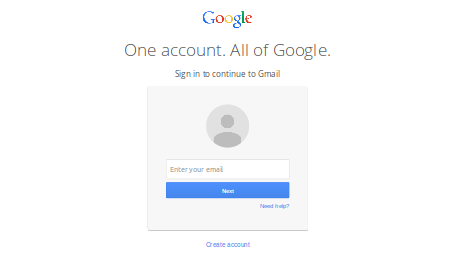 Google
One account. All of Google.
Sign in to continue to Gmail
Enter your email
Next
Need help?
Create account